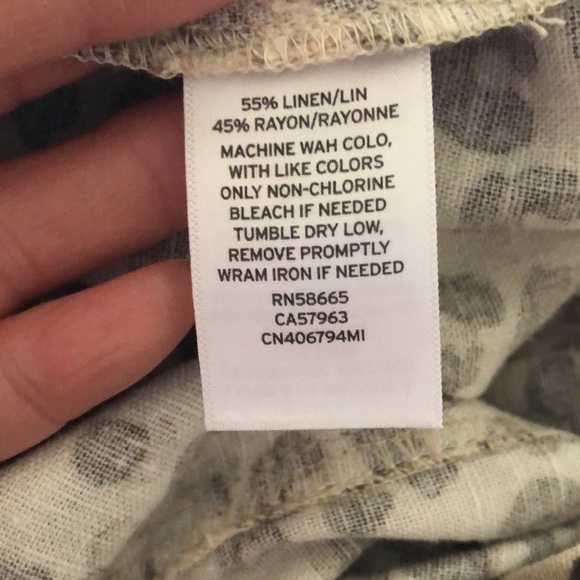 55% LINEN/LIN
45% RAYON/RAYONNE
MACHINE WAH COLO,
WITH LIKE COLORS
ONLY NON-CHLORINE
BLEACH IF NEEDED
TUMBLE DRY LOW,
REMOVE PROMPTLY
WRAM IRON IF NEEDED
RN58665
CA57963
CN406794MI